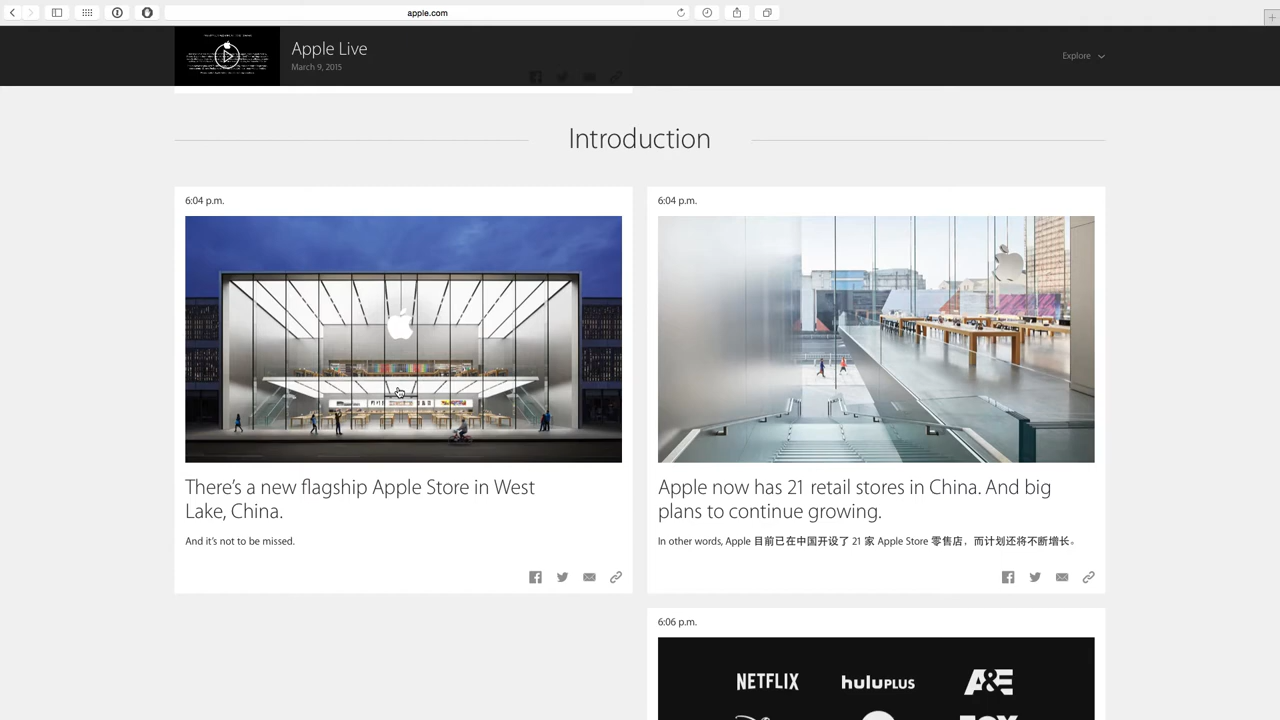 apple.com
Apple Live
March 9, 2015
Explore
Introduction
6:04 p.m.
There's a new flagship Apple Store in West
Lake, China.
And it's not to be missed.
6:04 p.m.
Apple now has 21 retail stores in China. And big
plans to continue growing.
In other words, Apple 目前已在中国开设了 21 家 Apple Store 零售店，而计划还将不断增长。
6:06 p.m.
NETFLIX
huluPLUS
A&E
FOX